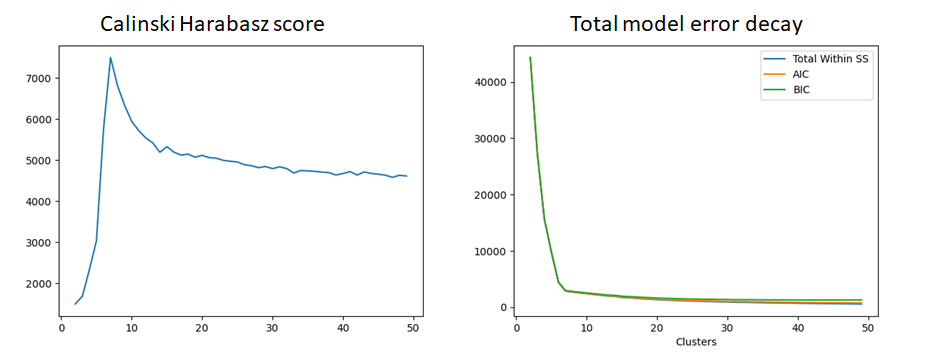 Calinski Harabasz score
7000
6000
5000
4000
3000
2000
0 10 20 30 40 50
Total model error decay
Total Within SS
AIC
BIC
40000
30000
20000
10000
0
0 10 20 30 40 50
Clusters